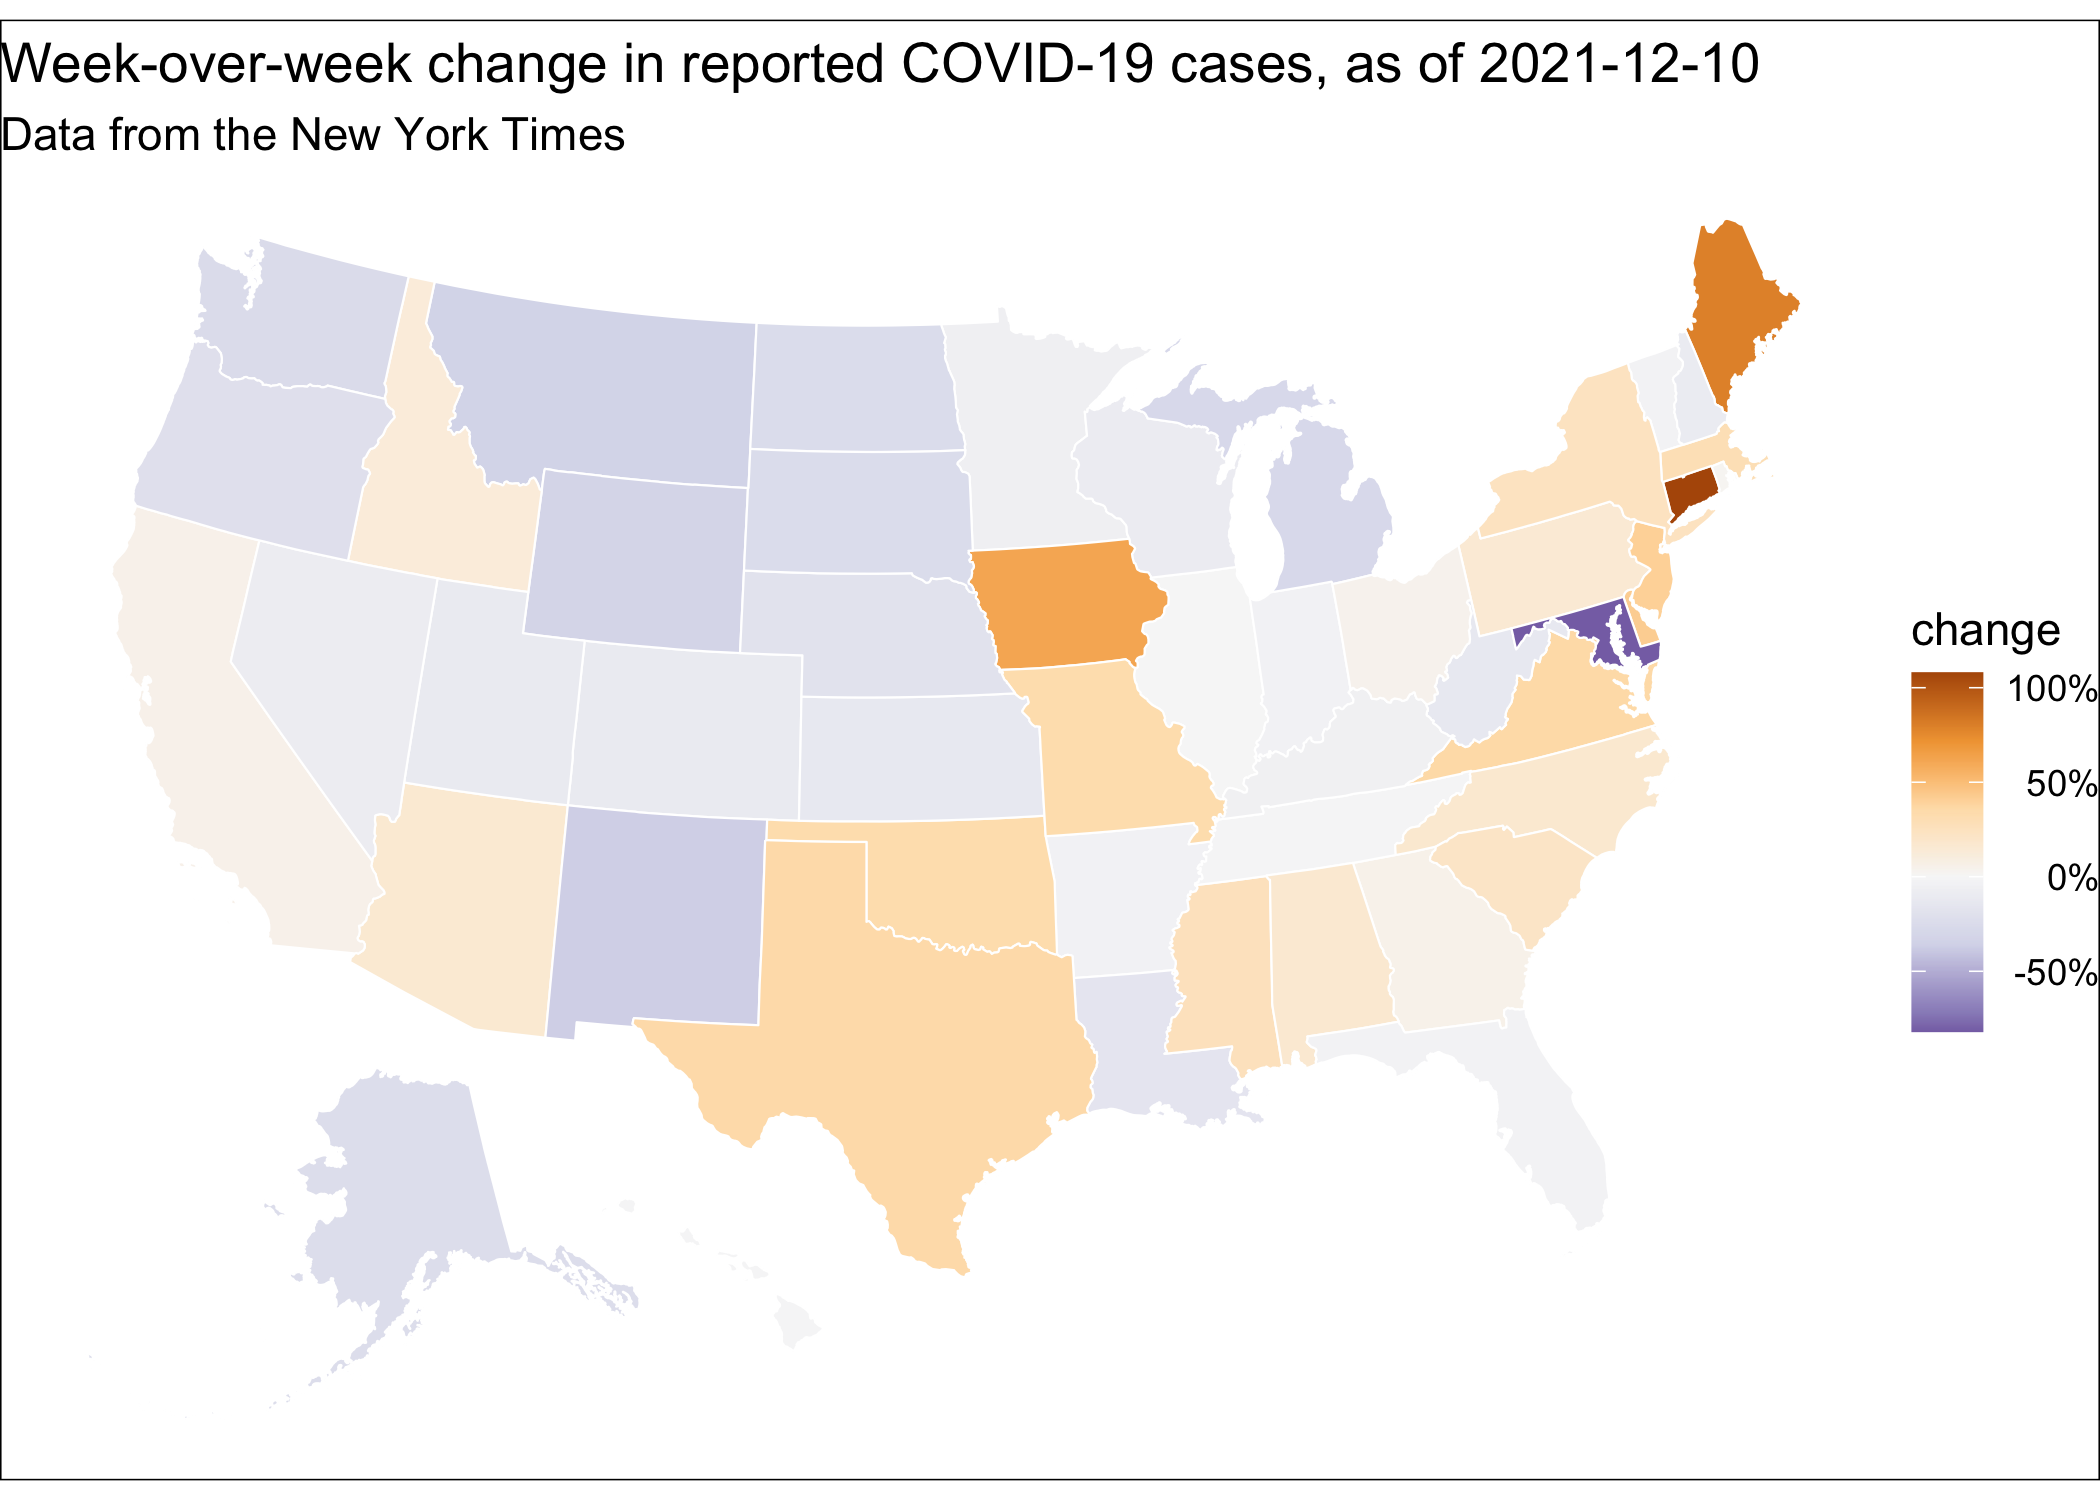 Week-over-week change in reported COVID-19 cases, as of 2021-12-10
Data from the New York Times
change
100%
50%
0%
-50%